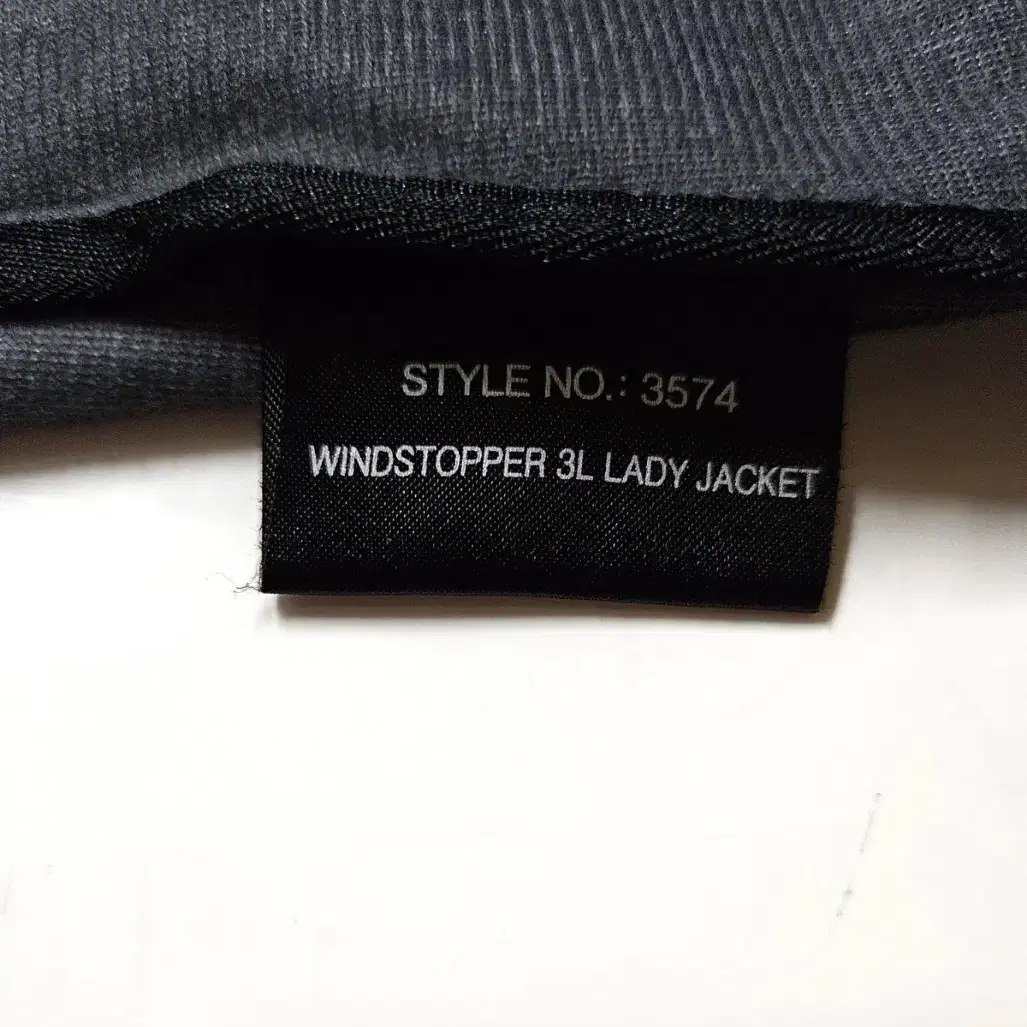 STYLE NO.: 3574
WINDSTOPPER 3L LADY JACKET